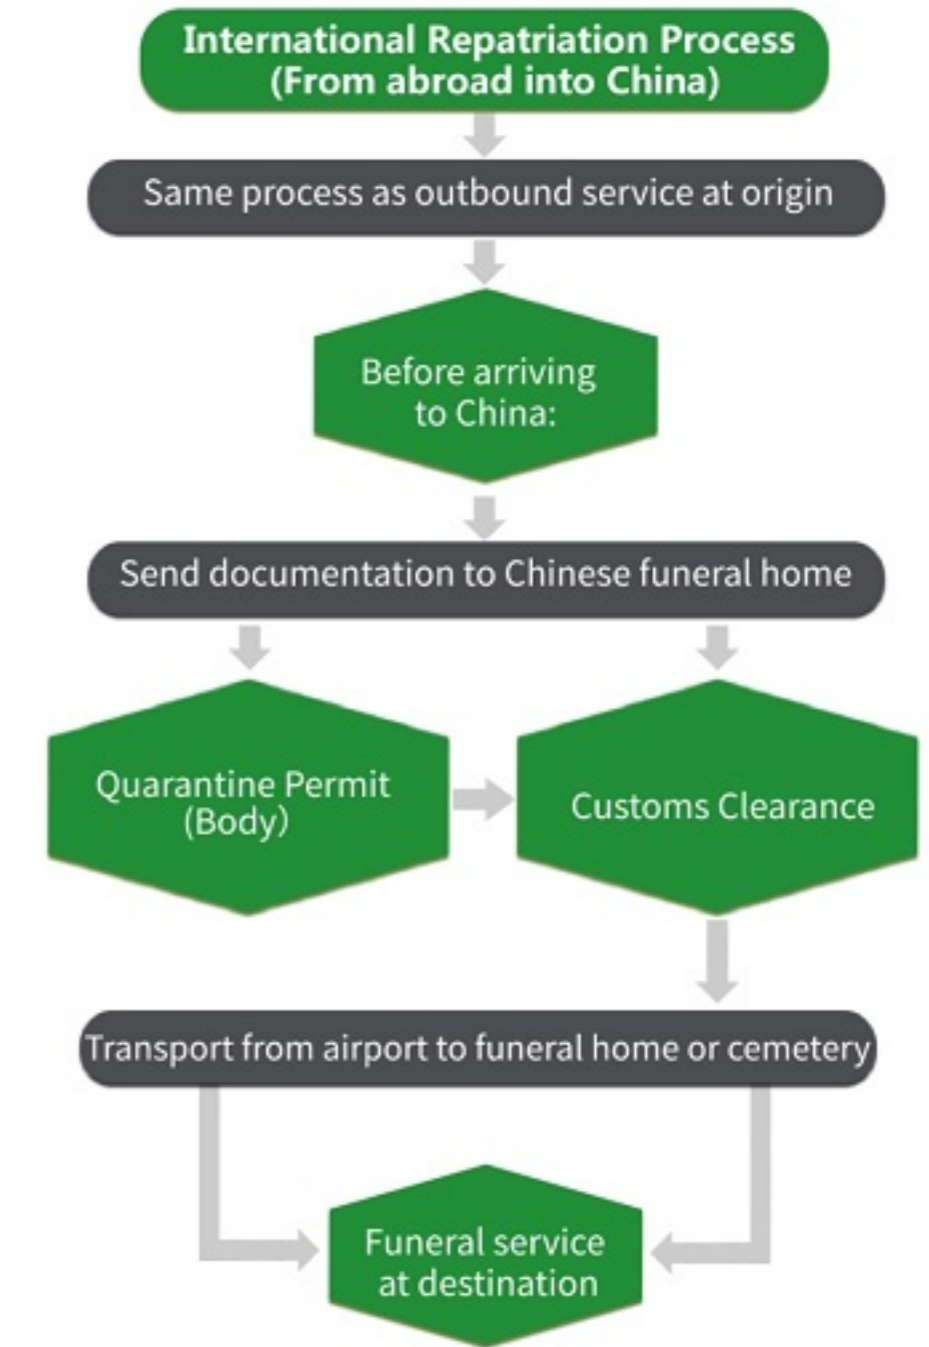 International Repatriation Process
(From abroad into China)
Same process as outbound service at origin
Before arriving
to China:
Send documentation to Chinese funeral home
Quarantine Permit
(Body）
Customs Clearance
Transport from airport to funeral home or cemetery
Funeral service
at destination